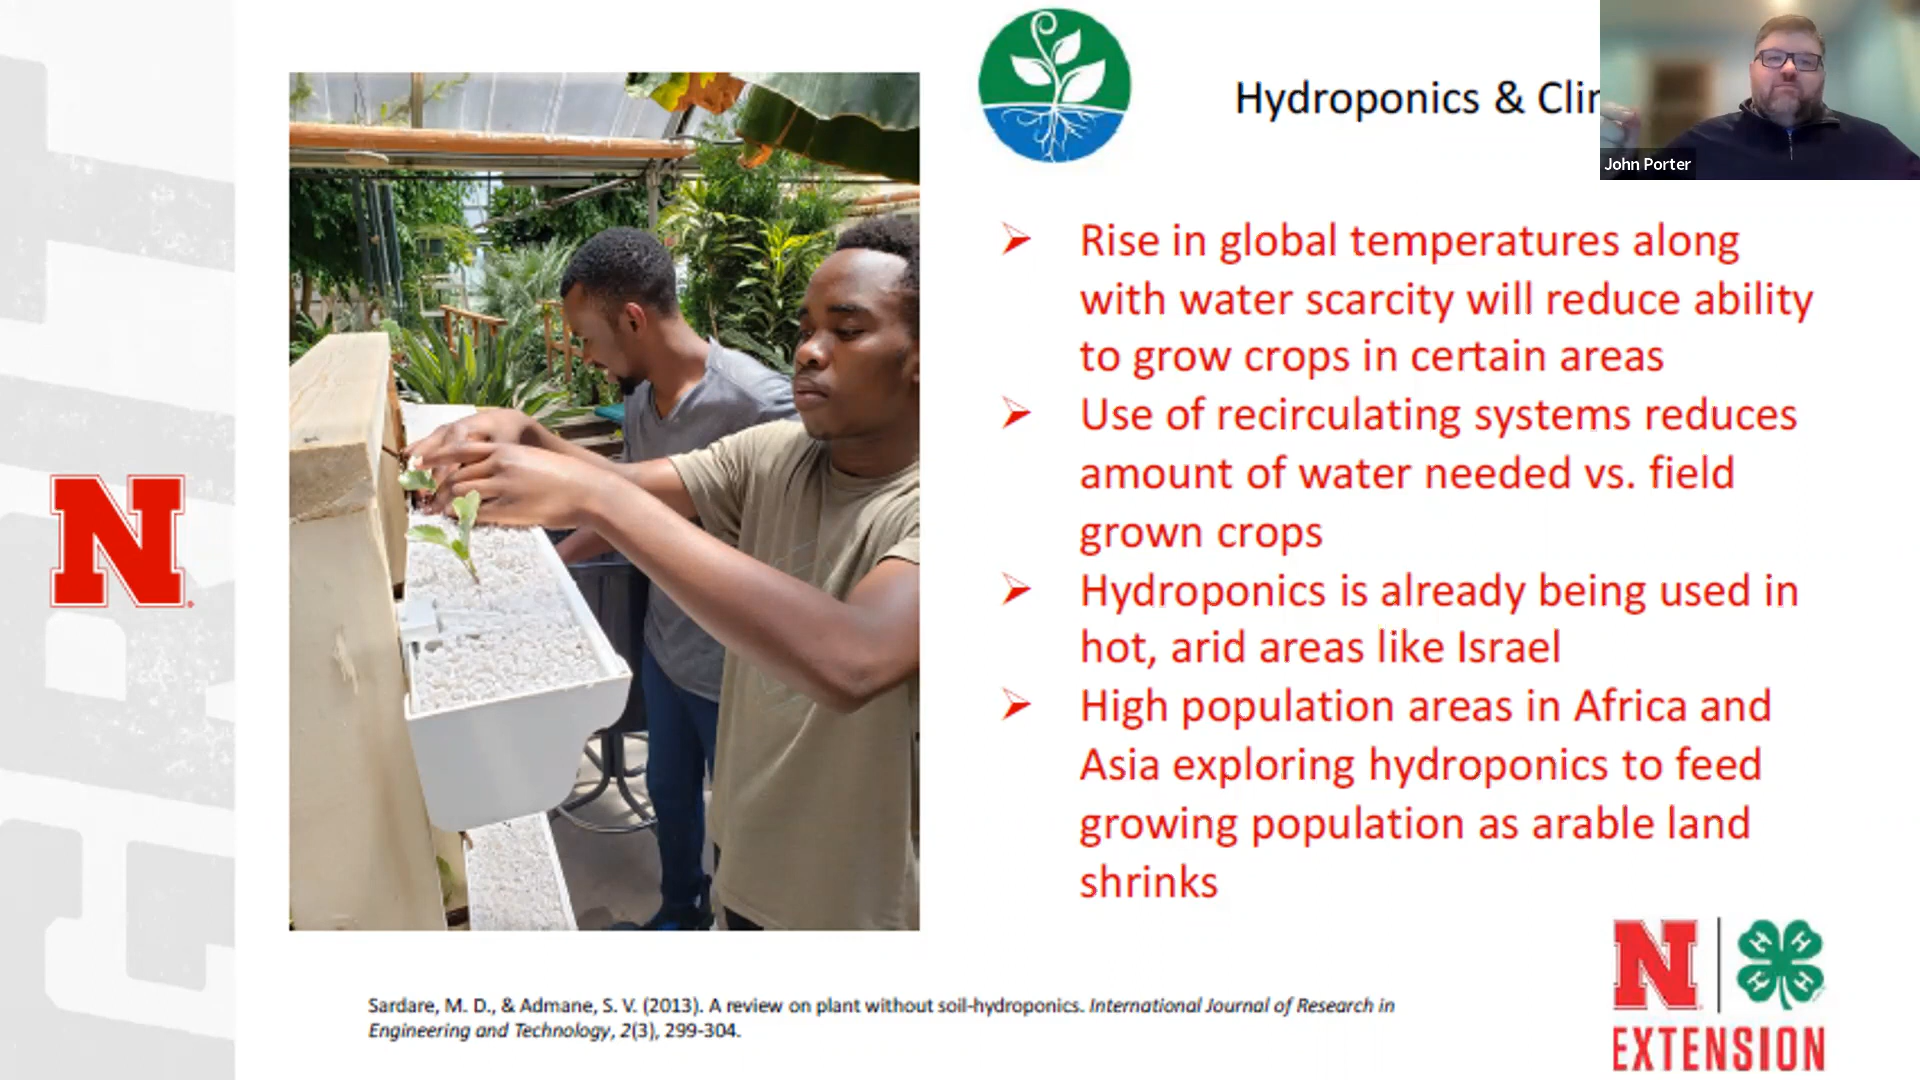 Hydroponics &
John Porter
Rise in global temperatures along
with water scarcity will reduce ability
to grow crops in certain areas
Use of recirculating systems reduces
amount of water needed vs. field
grown crops
Hydroponics is already being used in
hot, arid areas like Israel
High population areas in Africa and
Asia exploring hydroponics to feed
growing population as arable land
shrinks
N
Sardare, M. D., & Admane, S. V. (2013). A review on plant without soil-hydroponics. International Journal of Research in
Engineering and Technology, 2(3), 299-304.
N
H H H H
EXTENSION